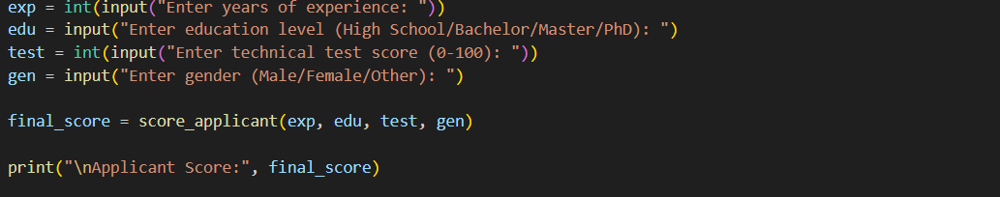 exp = int(input("Enter years of experience: "))
edu = input("Enter education level (High School/Bachelor/Master/PhD): ")
test = int(input("Enter technical test score (0-100): "))
gen = input("Enter gender (Male/Female/Other): ")
final_score = score_applicant(exp, edu, test, gen)
print("\nApplicant Score:", final_score)